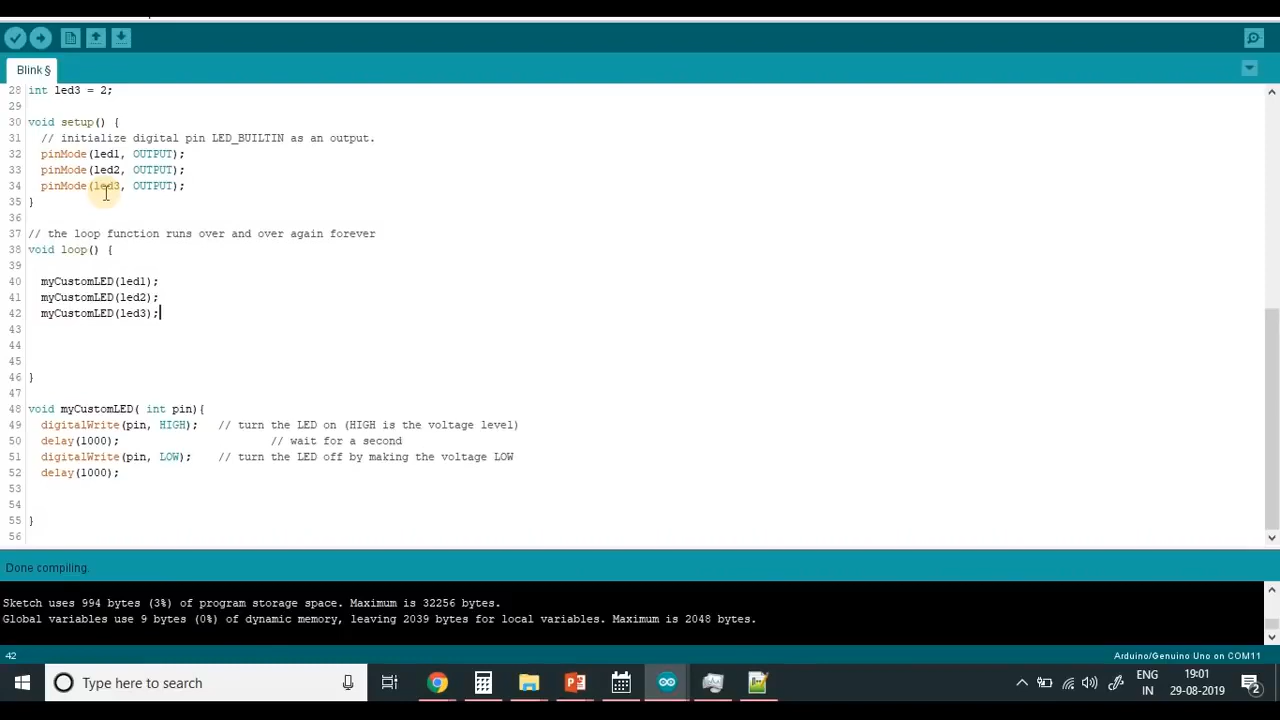 Blink §
28 int led3 = 2;
29
30 void setup() {
31 // initialize digital pin LED_BUILTIN as an output.
32 pinMode(led1, OUTPUT);
33 pinMode(led2, OUTPUT);
34 pinMode(led3, OUTPUT);
35 }
36
37 // the loop function runs over and over again forever
38 void loop() {
39
40 myCustomLED(led1);
41 myCustomLED(led2);
42 myCustomLED(led3);
43
44
45
46 }
47
48 void myCustomLED( int pin){
49 digitalWrite(pin, HIGH); // turn the LED on (HIGH is the voltage level)
50 delay(1000); // wait for a second
51 digitalWrite(pin, LOW); // turn the LED off by making the voltage LOW
52 delay(1000);
53
54
55 }
56
Done compiling.
Sketch uses 994 bytes (3%) of program storage space. Maximum is 32256 bytes.
Global variables use 9 bytes (0%) of dynamic memory, leaving 2039 bytes for local variables. Maximum is 2048 bytes.
42 Arduino/Genuino Uno on COM11
Type here to search
ENG 19:01
IN 29-08-2019 2